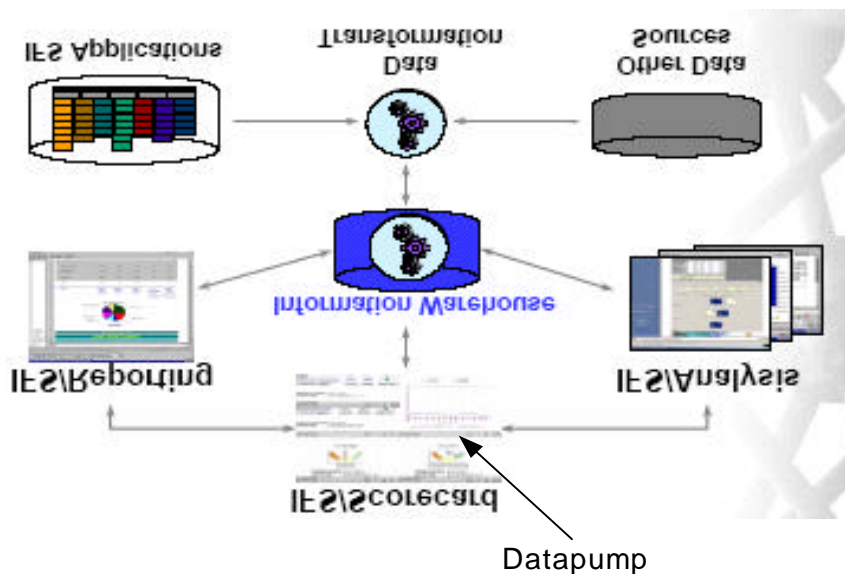 IFS Applications
Data
Transformation
Other Data
Sources
Information Warehouse
IFS/Reporting
IFS/Analysis
IFS/Scorecard
Datapump